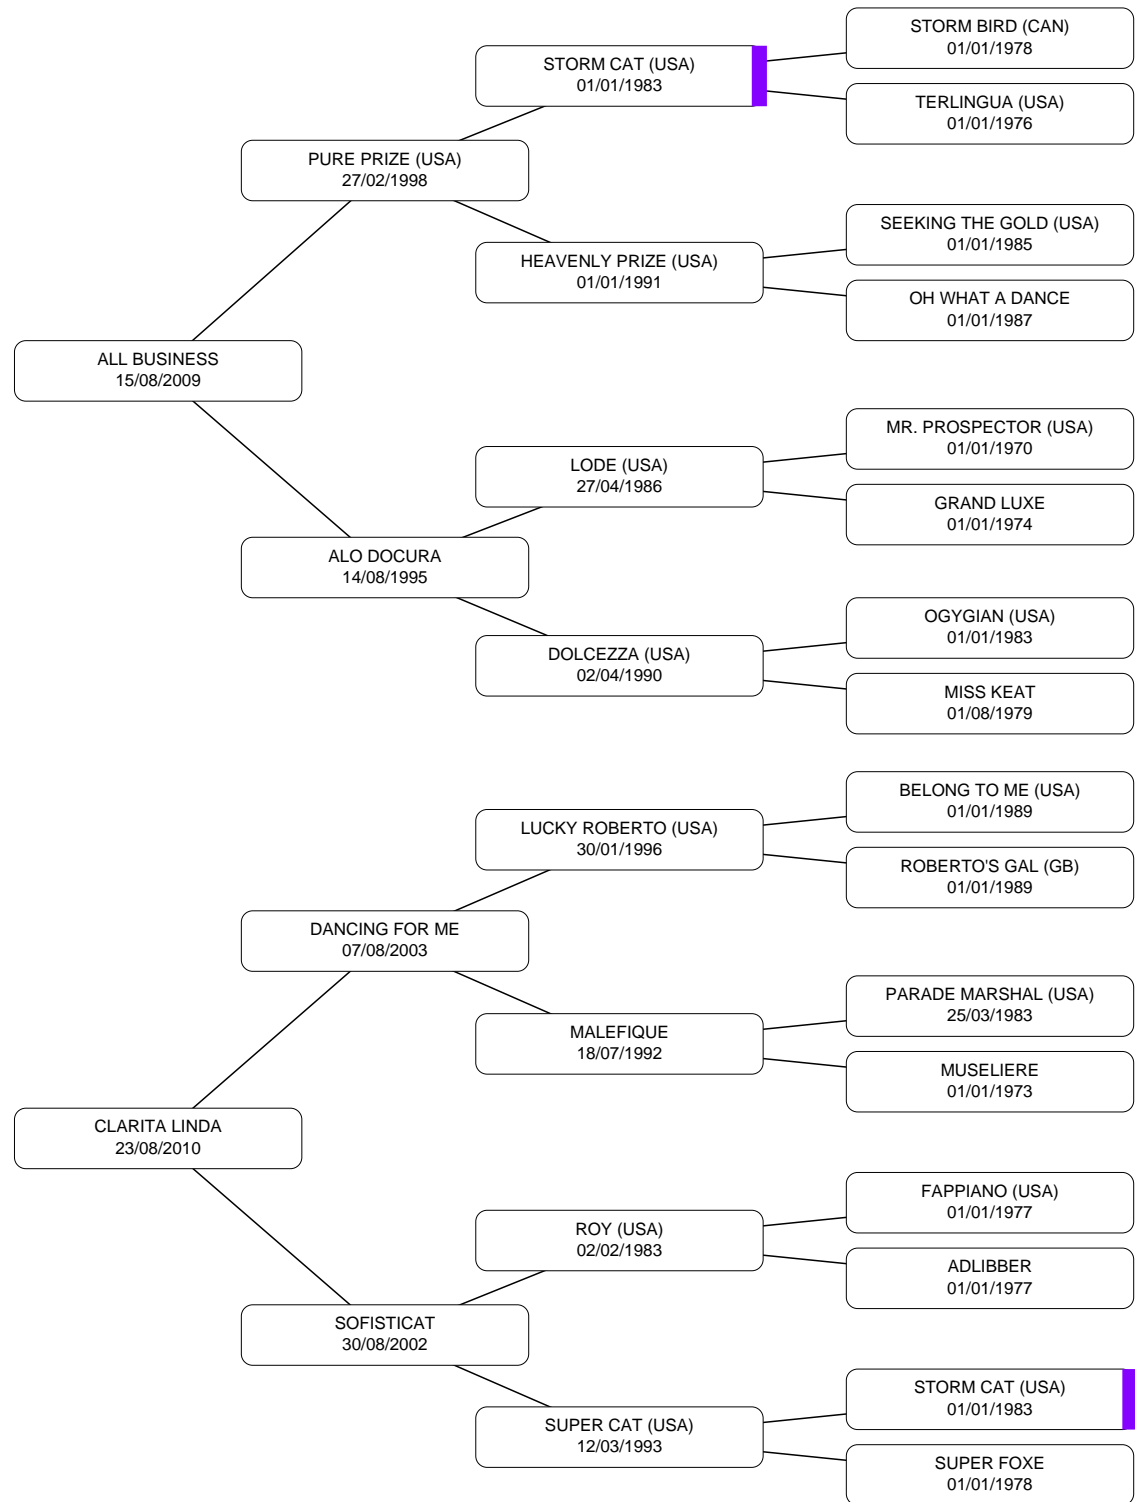 STORM BIRD (CAN)
01/01/1978
STORM CAT (USA)
01/01/1983
TERLINGUA (USA)
01/01/1976
PURE PRIZE (USA)
27/02/1998
SEEKING THE GOLD (USA)
01/01/1985
HEAVENLY PRIZE (USA)
01/01/1991
OH WHAT A DANCE
01/01/1987
ALL BUSINESS
15/08/2009
MR. PROSPECTOR (USA)
01/01/1970
LODE (USA)
27/04/1986
GRAND LUXE
01/01/1974
ALO DOCURA
14/08/1995
OGYGIAN (USA)
01/01/1983
DOLCEZZA (USA)
02/04/1990
MISS KEAT
01/08/1979
BELONG TO ME (USA)
01/01/1989
LUCKY ROBERTO (USA)
30/01/1996
ROBERTO'S GAL (GB)
01/01/1989
DANCING FOR ME
07/08/2003
PARADE MARSHAL (USA)
25/03/1983
MALEFIQUE
18/07/1992
MUSELIERE
01/01/1973
CLARITA LINDA
23/08/2010
FAPPIANO (USA)
01/01/1977
ROY (USA)
02/02/1983
ADLIBBER
01/01/1977
SOFISTICAT
30/08/2002
STORM CAT (USA)
01/01/1983
SUPER CAT (USA)
12/03/1993
SUPER FOXE
01/01/1978